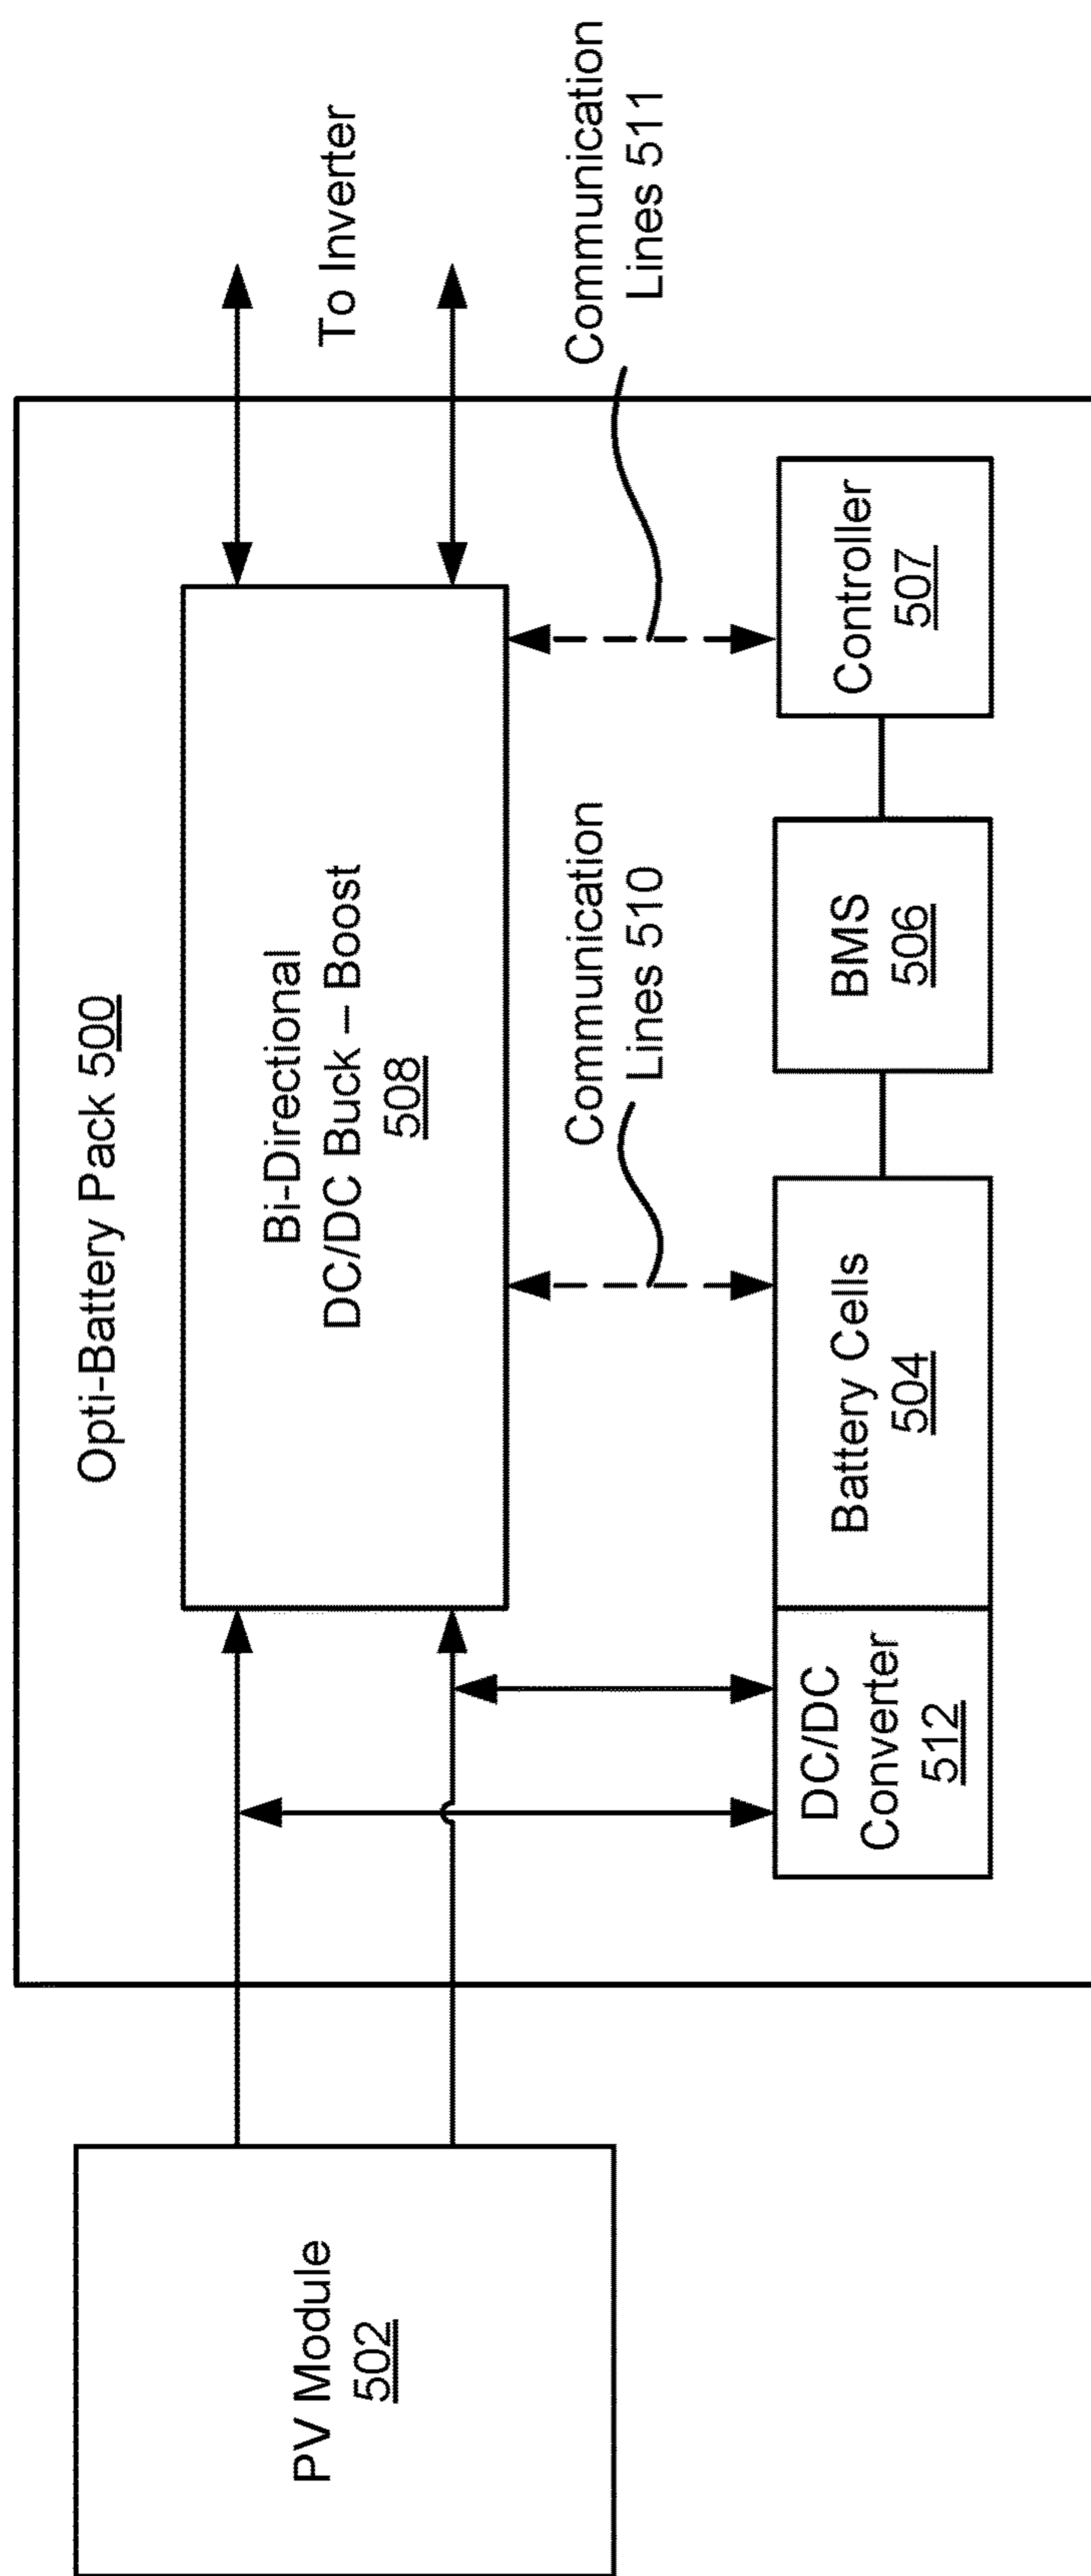 Opti-Battery Pack 500
PV Module
502
Bi-Directional
DC/DC Buck – Boost
508
To Inverter
Communication
Lines 510
Communication
Lines 511
DC/DC
Converter
512
Battery Cells
504
BMS
506
Controller
507